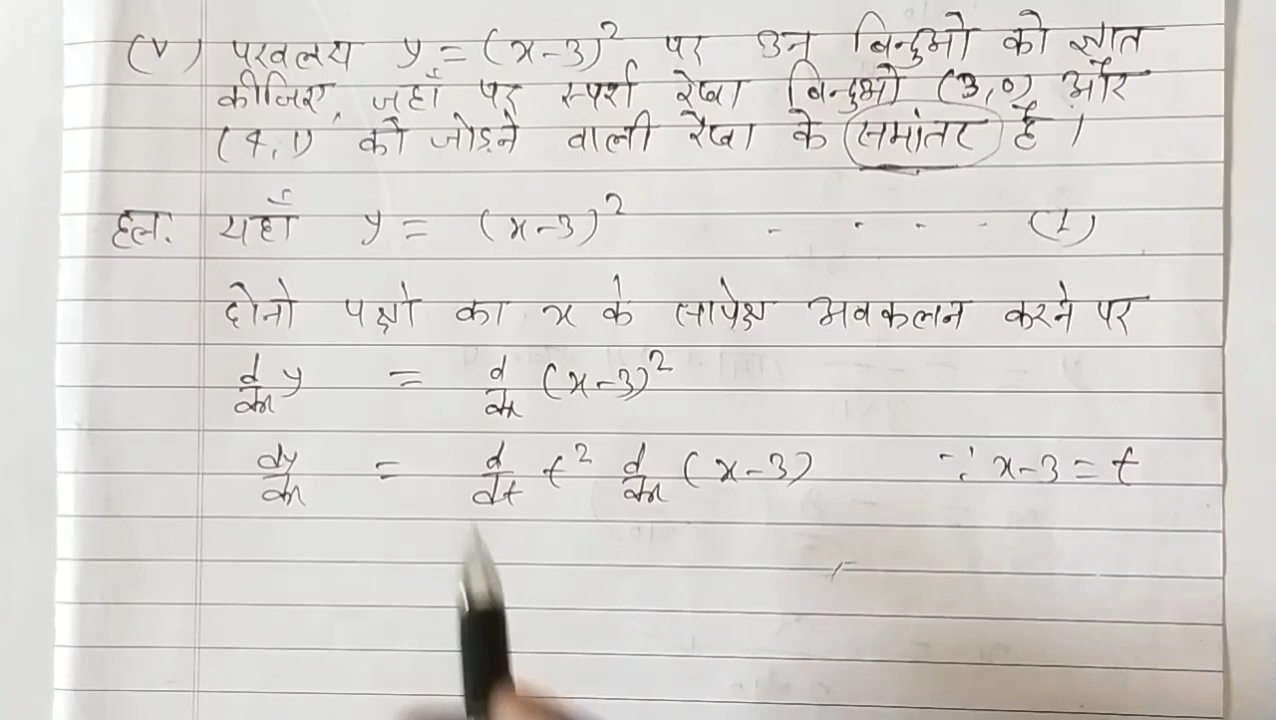 (v) परवलय y = (x-3)² पर उन बिन्दुओ को ज्ञात
कीजिए, जहाँ पर स्पर्श रेखा बिन्दुओ (3,0) और
(4,1) को जोड़ने वाली रेखा के समांतर है ।
हल. यहाँ y = (x-3)² - - - - (1)
दोनो पक्षो का x के सापेक्ष अवकलन करने पर
d/dx y = d/dx (x-3)²
dy/dx = d/dt t² d/dx (x-3) ∵ x-3 = t